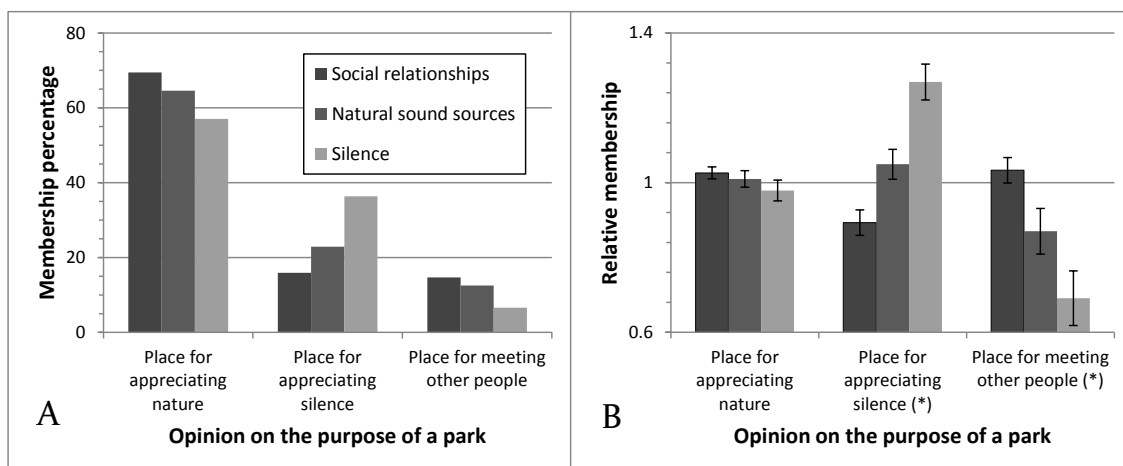 80
60
40
20
0
Membership percentage
Social relationships
Natural sound sources
Silence
Place for
appreciating
nature
Place for
appreciating
silence
Place for meeting
other people
A
Opinion on the purpose of a park
1.4
1
0.6
Relative membership
Place for
appreciating
nature
Place for
appreciating
silence (*)
Place for meeting
other people (*)
B
Opinion on the purpose of a park